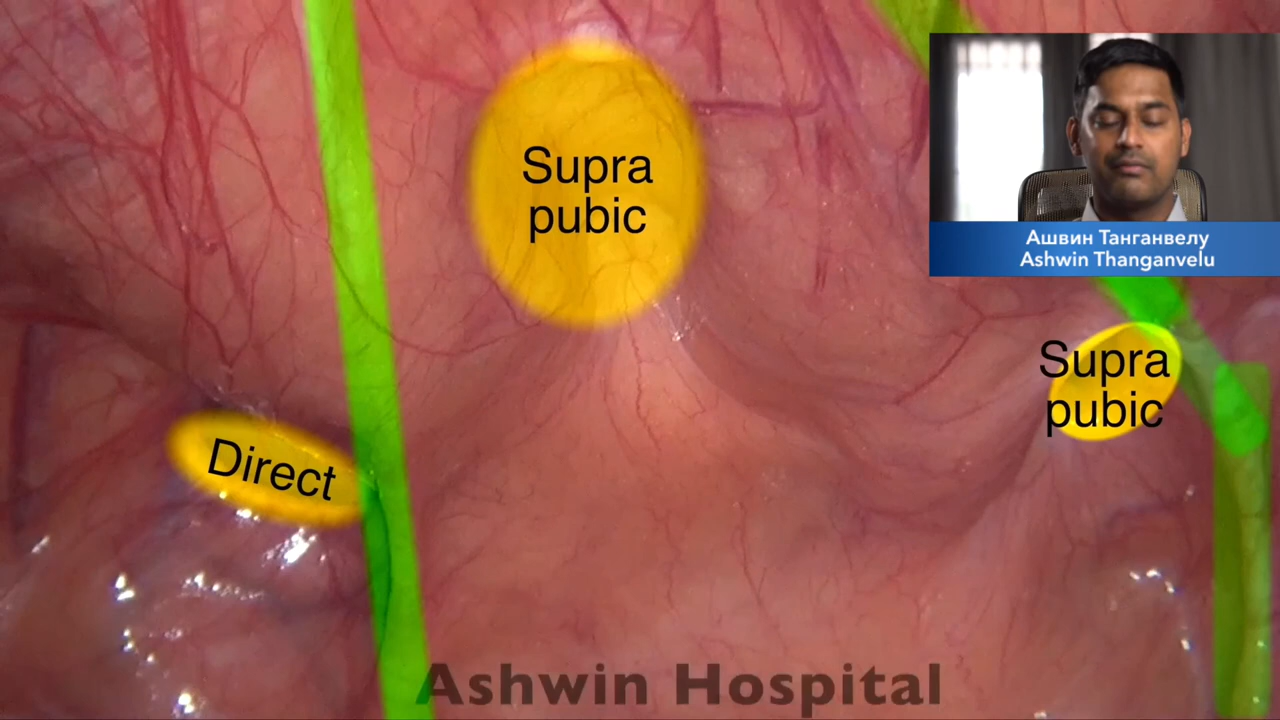 Supra
pubic
Ашвин Танганвелу
Ashwin Thanganvelu
Supra
pubic
Direct
Ashwin Hospital